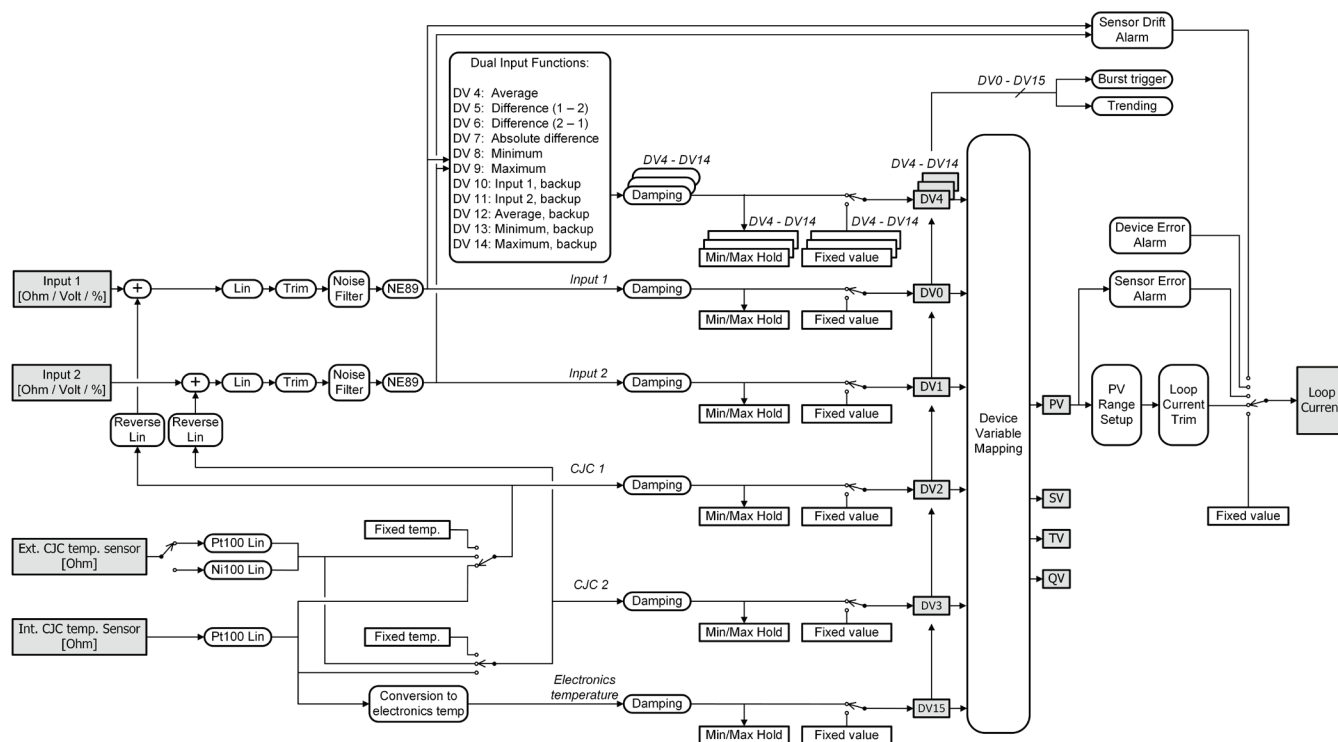 Sensor Drift
Alarm
Dual Input Functions:
DV 4: Average
DV 5: Difference (1 – 2)
DV 6: Difference (2 – 1)
DV 7: Absolute difference
DV 8: Minimum
DV 9: Maximum
DV 10: Input 1, backup
DV 11: Input 2, backup
DV 12: Average, backup
DV 13: Minimum, backup
DV 14: Maximum, backup
DV0 - DV15
Burst trigger
Trending
DV4 - DV14
Damping
DV4 - DV14
DV4
DV4 - DV14
Min/Max Hold
DV4 - DV14
Fixed value
Device Error
Alarm
Input 1
[Ohm / Volt / %]
+
Lin
Trim
Noise
Filter
NE89
Input 1
Damping
Min/Max Hold
Fixed value
DV0
Sensor Error
Alarm
Input 2
[Ohm / Volt / %]
+
Lin
Trim
Noise
Filter
NE89
Input 2
Damping
Min/Max Hold
Fixed value
DV1
Device
Variable
Mapping
PV
PV
Range
Setup
Loop
Current
Trim
Loop
Current
Reverse
Lin
Reverse
Lin
CJC 1
Damping
Min/Max Hold
Fixed value
DV2
SV
TV
QV
Fixed value
Fixed temp.
Ext. CJC temp. sensor
[Ohm]
Pt100 Lin
Ni100 Lin
CJC 2
Damping
Min/Max Hold
Fixed value
DV3
Int. CJC temp. Sensor
[Ohm]
Pt100 Lin
Fixed temp.
Conversion to
electronics temp
Electronics
temperature
Damping
Min/Max Hold
Fixed value
DV15